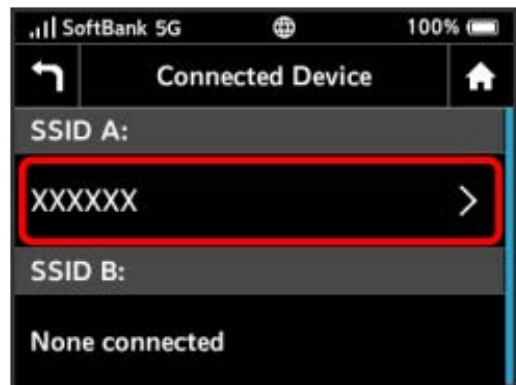 SoftBank 5G 100%
Connected Device
SSID A:
XXXXXX
SSID B:
None connected